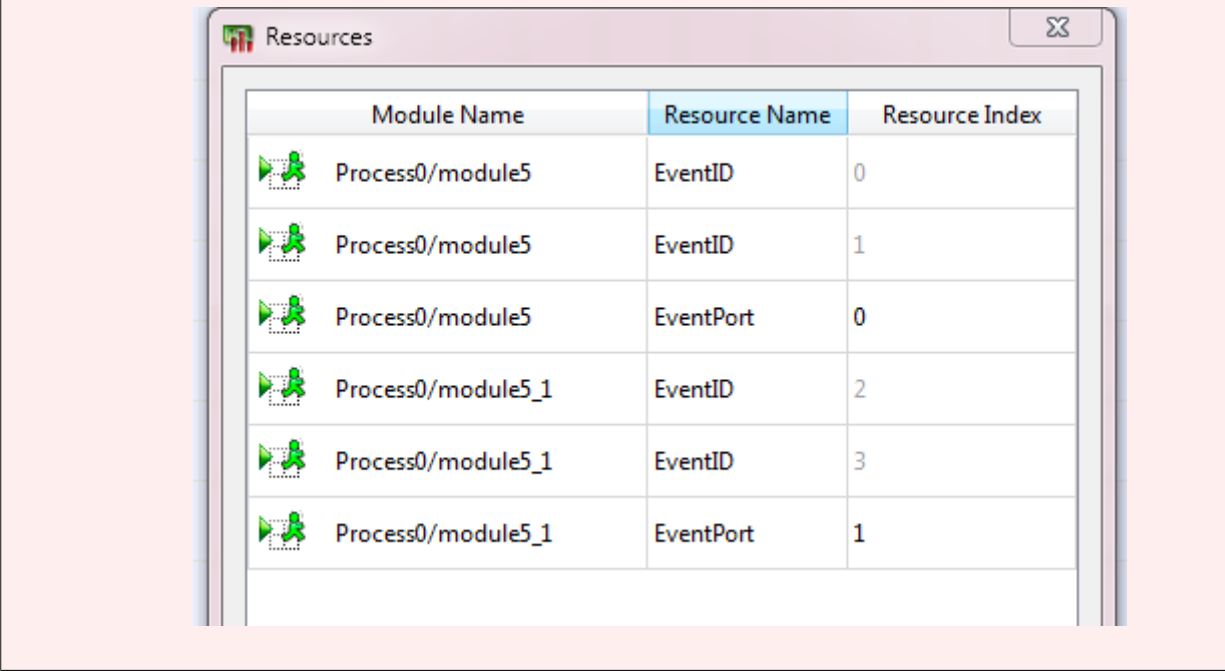 Resources
Module Name Resource Name Resource Index
Process0/module5 EventID 0
Process0/module5 EventID 1
Process0/module5 EventPort 0
Process0/module5_1 EventID 2
Process0/module5_1 EventID 3
Process0/module5_1 EventPort 1